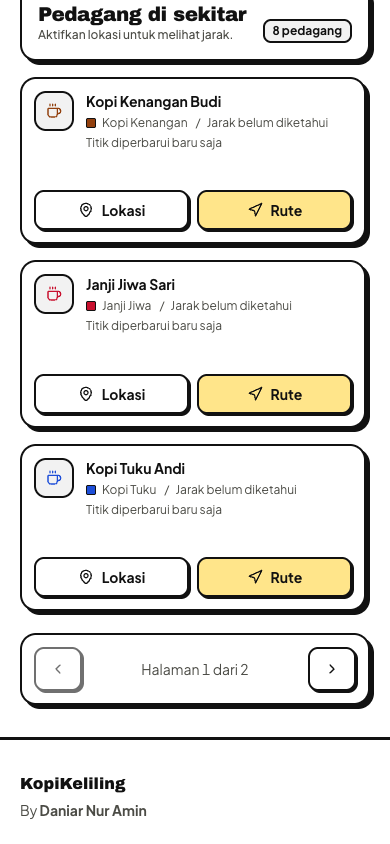 Pedagang di sekitar
Aktifkan lokasi untuk melihat jarak.
8 pedagang
Kopi Kenangan Budi
Kopi Kenangan / Jarak belum diketahui
Titik diperbarui baru saja
Lokasi
Rute
Janji Jiwa Sari
Janji Jiwa / Jarak belum diketahui
Titik diperbarui baru saja
Lokasi
Rute
Kopi Tuku Andi
Kopi Tuku / Jarak belum diketahui
Titik diperbarui baru saja
Lokasi
Rute
Halaman 1 dari 2
KopiKeliling
By Daniar Nur Amin